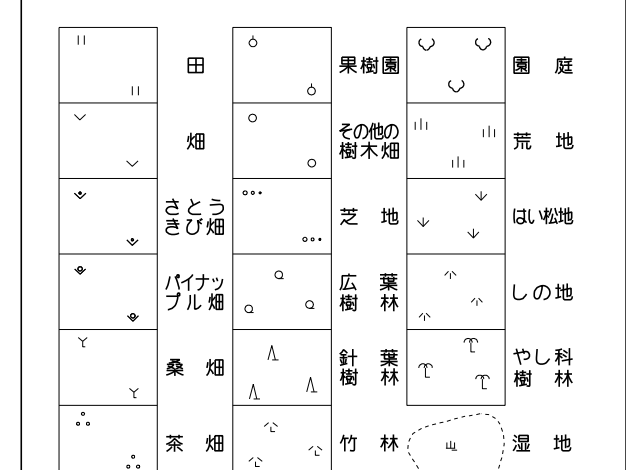 田
畑
さとう
きび畑
パイナッ
プル畑
桑 畑
茶 畑
果樹園
その他の
樹木畑
芝 地
広 葉
樹 林
針 葉
樹 林
竹 林
園 庭
荒 地
はい松地
しの地
やし科
樹 林
山
湿 地